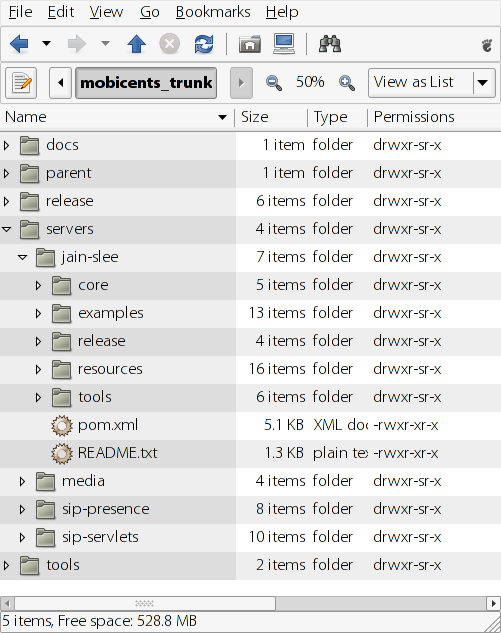 File Edit View Go Bookmarks Help
mobicents_trunk 50% View as List
Name Size Type Permissions
docs 1 item folder drwxr-sr-x
parent 1 item folder drwxr-sr-x
release 6 items folder drwxr-sr-x
servers 4 items folder drwxr-sr-x
jain-slee 7 items folder drwxr-sr-x
core 5 items folder drwxr-sr-x
examples 13 items folder drwxr-sr-x
release 4 items folder drwxr-sr-x
resources 16 items folder drwxr-sr-x
tools 6 items folder drwxr-sr-x
pom.xml 5.1 KB XML doc -rwxr-xr-x
README.txt 1.3 KB plain tex -rwxr-xr-x
media 4 items folder drwxr-sr-x
sip-presence 8 items folder drwxr-sr-x
sip-servlets 10 items folder drwxr-sr-x
tools 2 items folder drwxr-sr-x
5 items, Free space: 528.8 MB